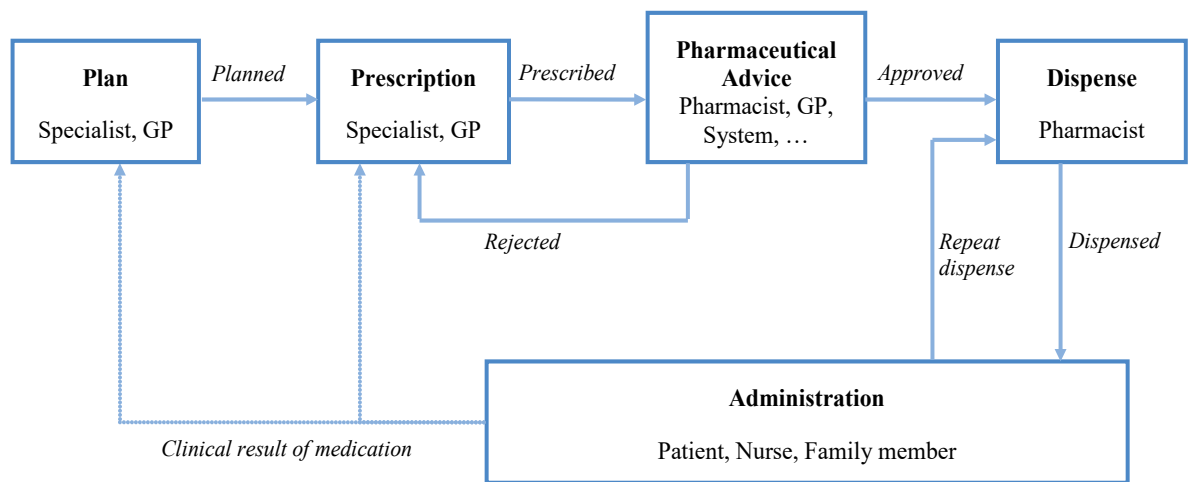 Plan
Specialist, GP
Planned
Prescription
Specialist, GP
Prescribed
Pharmaceutical
Advice
Pharmacist, GP,
System, …
Approved
Dispense
Pharmacist
Rejected
Repeat
dispense
Dispensed
Administration
Patient, Nurse, Family member
Clinical result of medication